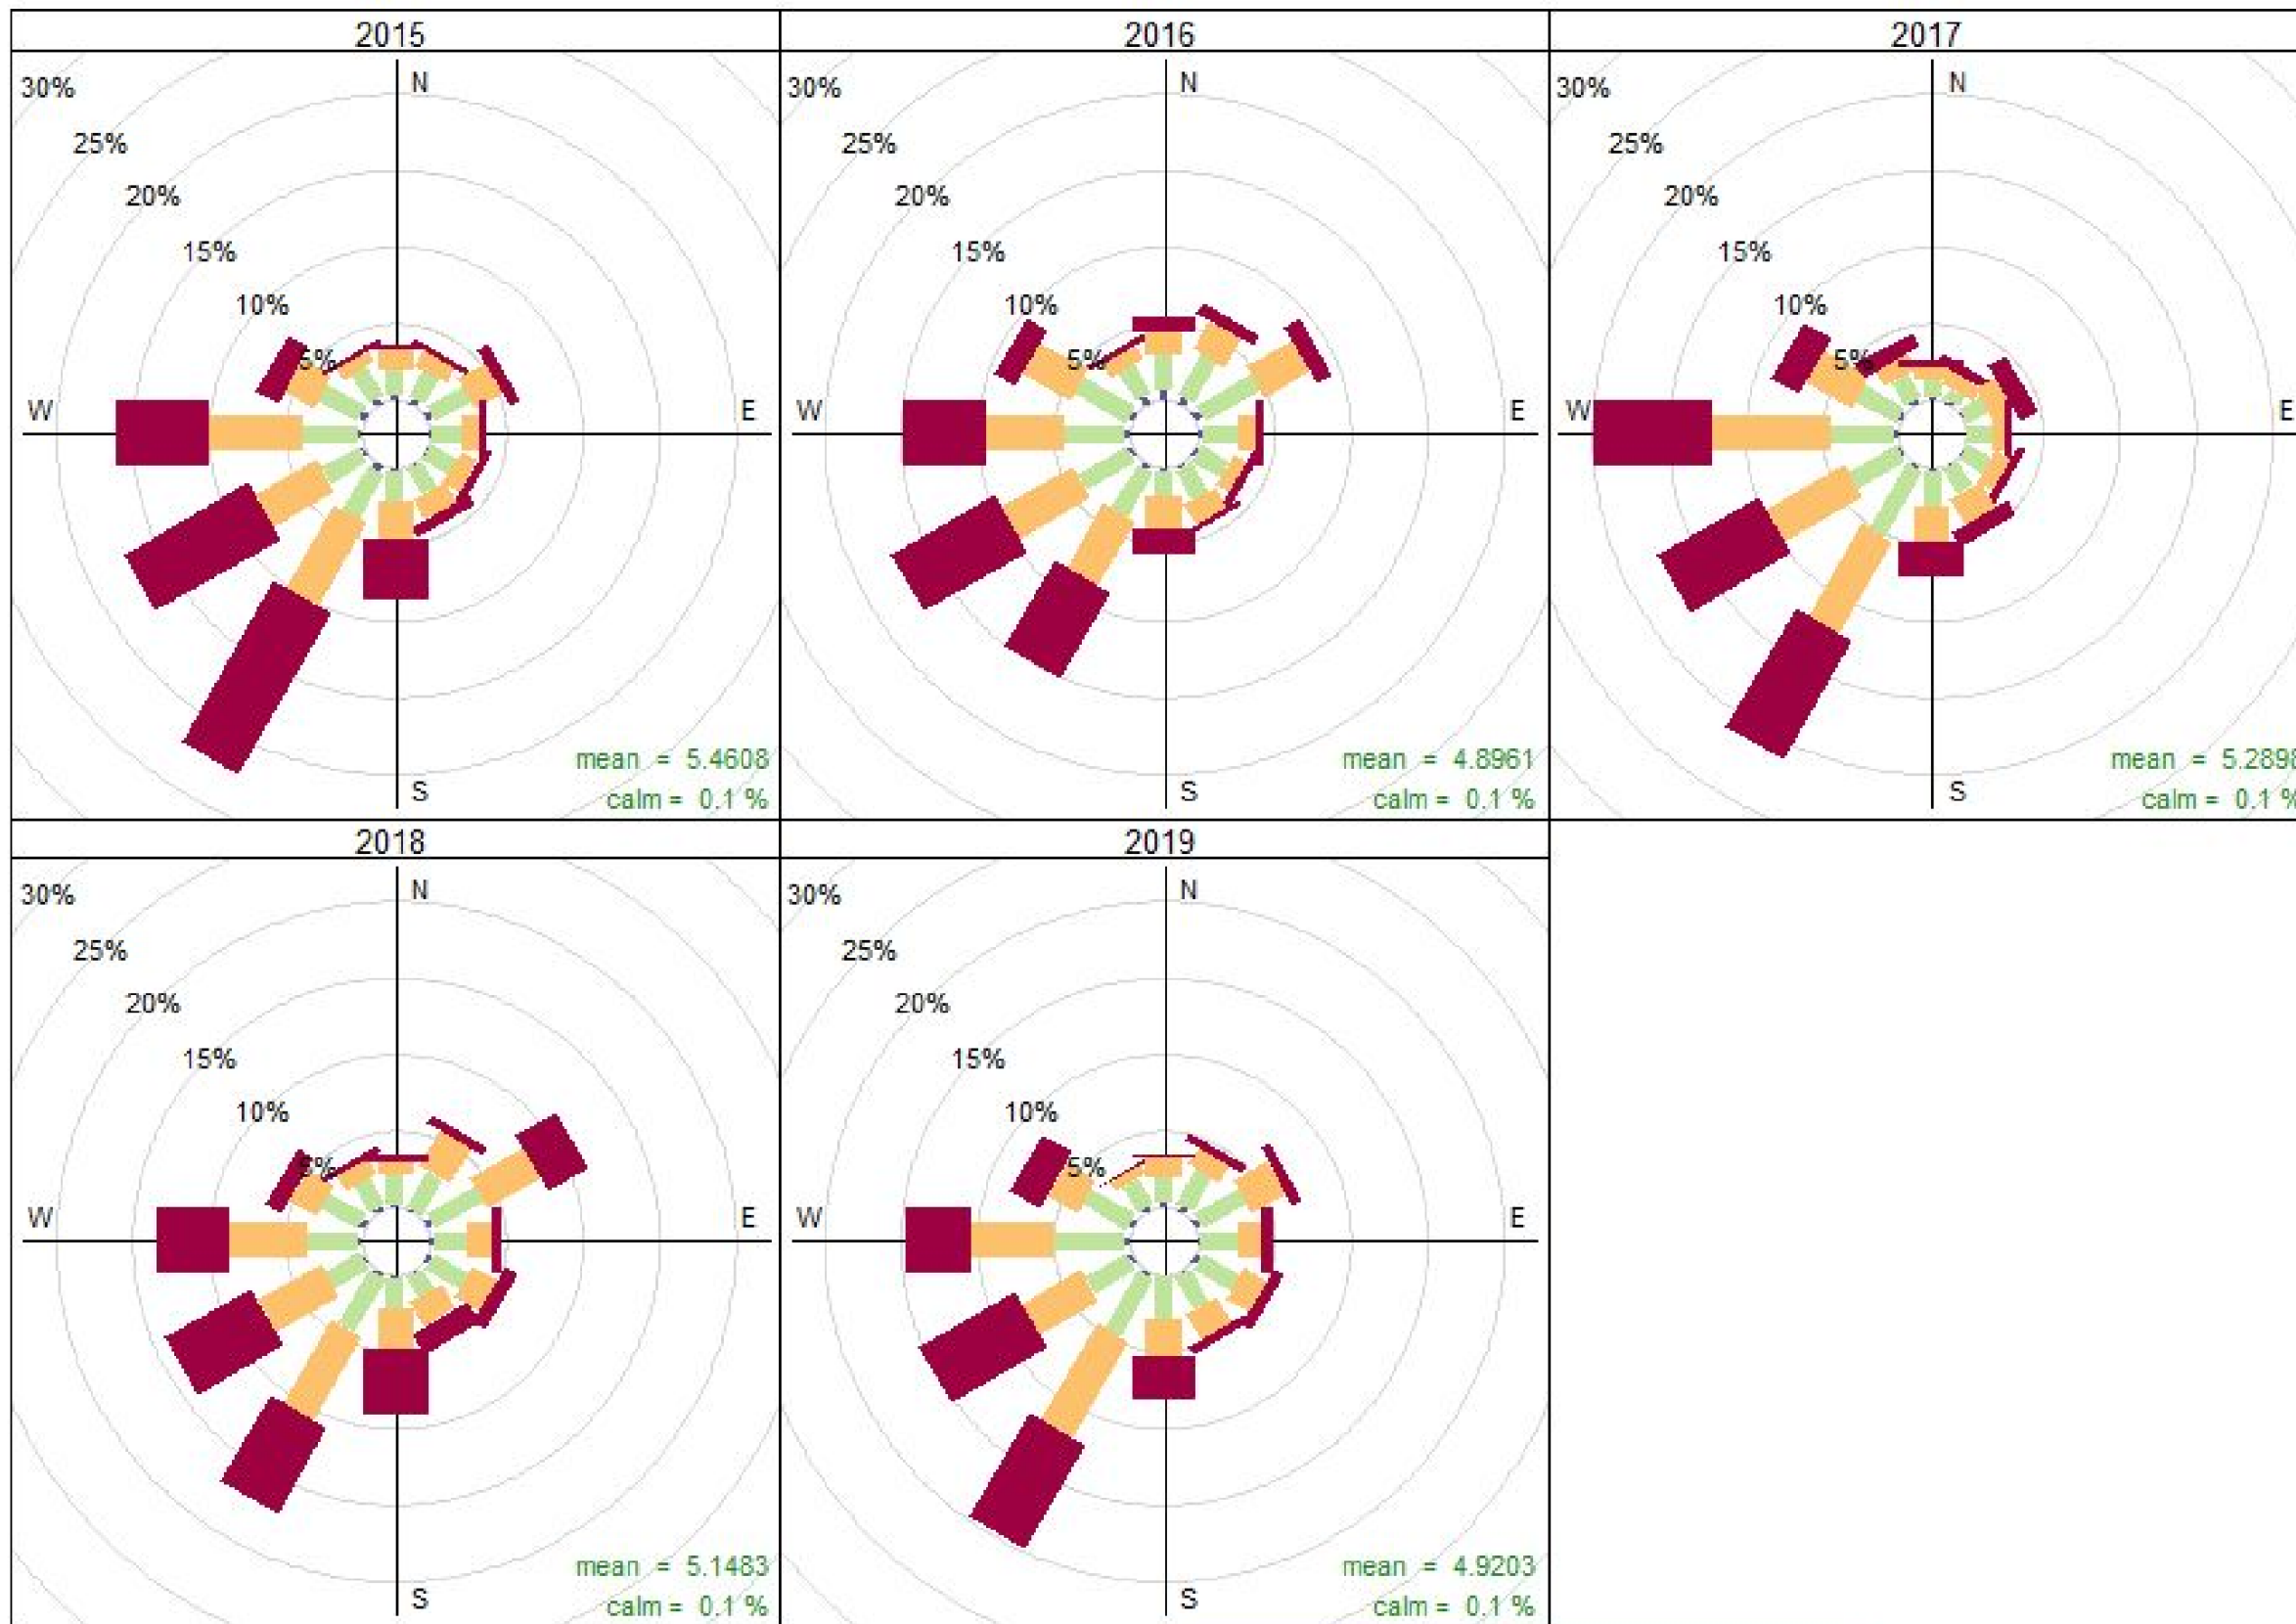 2015
2016
2017
30%
25%
20%
15%
10%
5%
N
W
E
S
mean = 5.4608
calm = 0.1 %
30%
25%
20%
15%
10%
5%
N
W
E
S
mean = 4.8961
calm = 0.1 %
30%
25%
20%
15%
10%
5%
N
W
E
S
mean = 5.2898
calm = 0.1 %
2018
2019
30%
25%
20%
15%
10%
5%
N
W
E
S
mean = 5.1483
calm = 0.1 %
30%
25%
20%
15%
10%
5%
N
W
E
S
mean = 4.9203
calm = 0.1 %